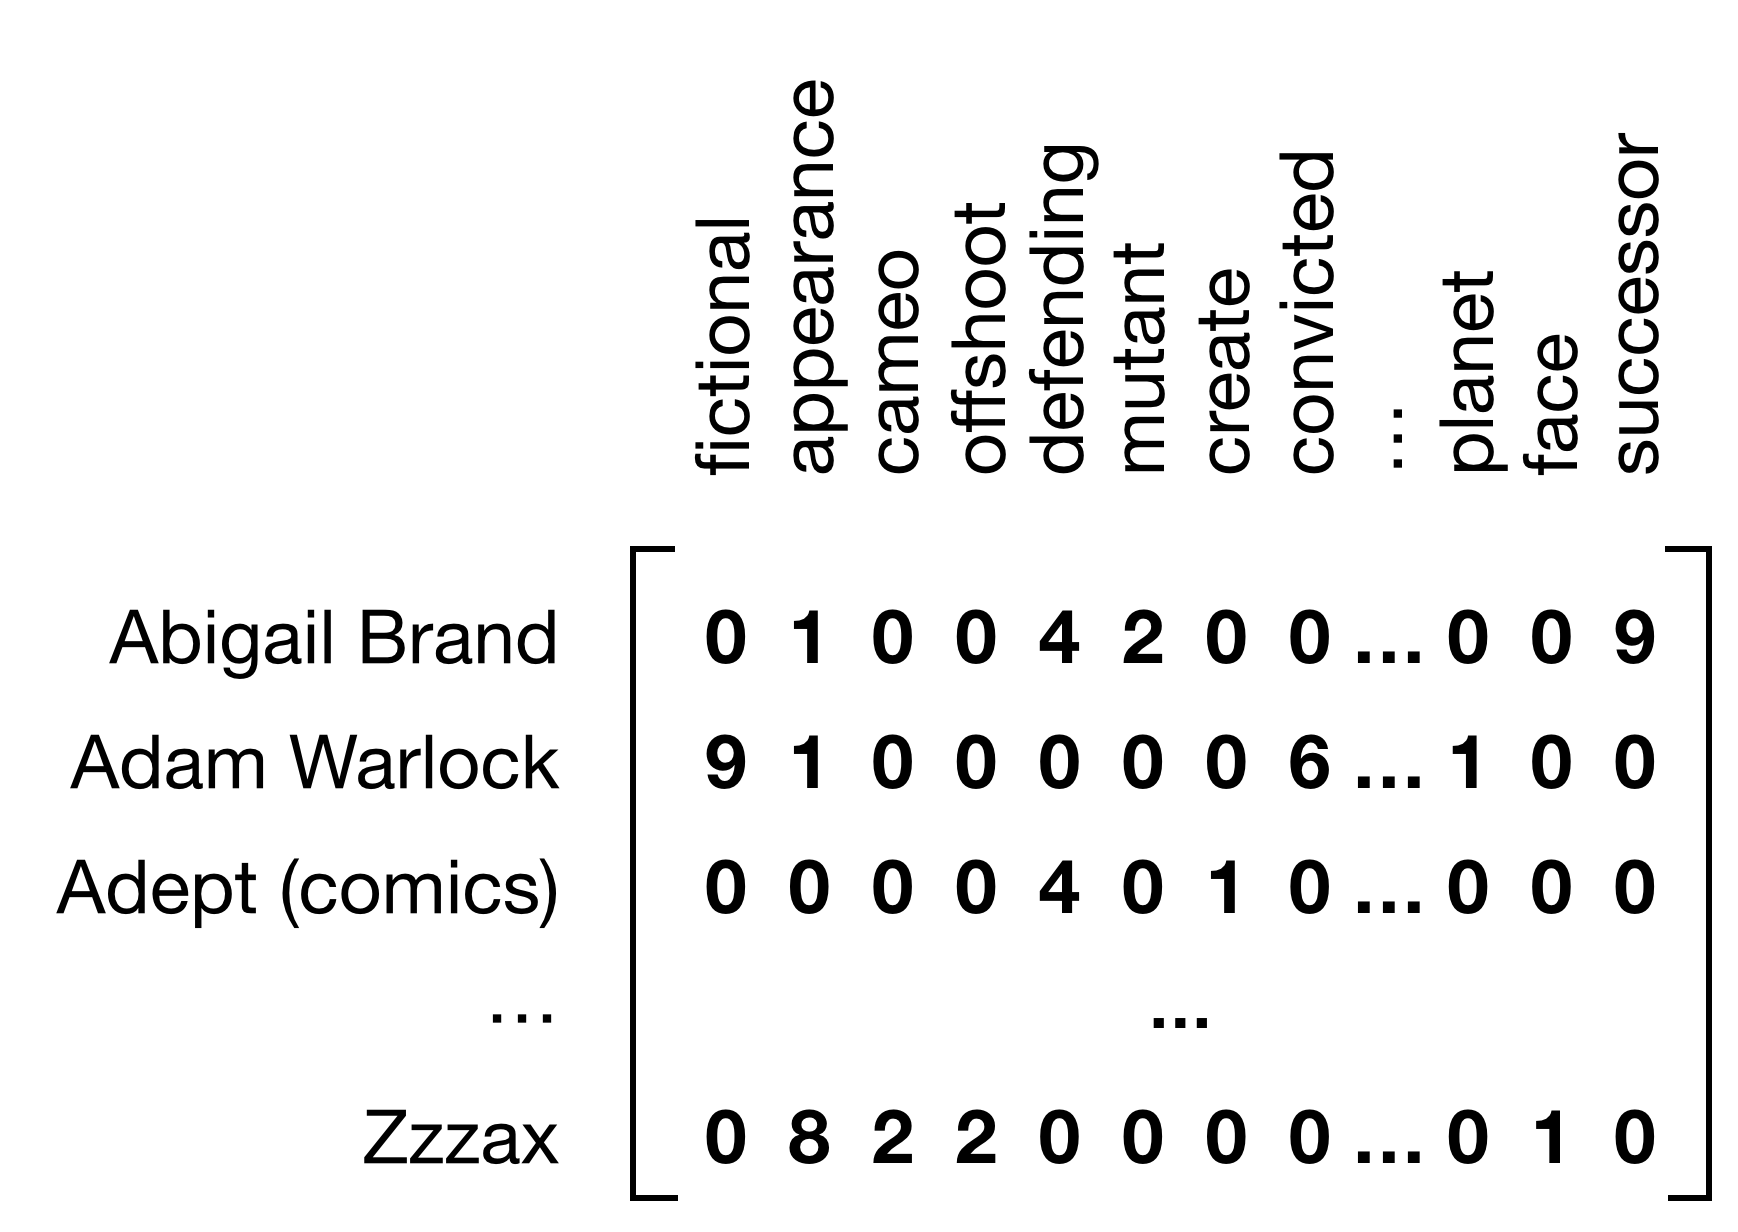 fictional appearance cameo offshoot defending mutant create convicted … planet face successor
Abigail Brand 0 1 0 0 4 2 0 0 ... 0 0 9
Adam Warlock 9 1 0 0 0 0 0 6 ... 1 0 0
Adept (comics) 0 0 0 0 4 0 1 0 ... 0 0 0
… ...
Zzzax 0 8 2 2 0 0 0 0 ... 0 1 0